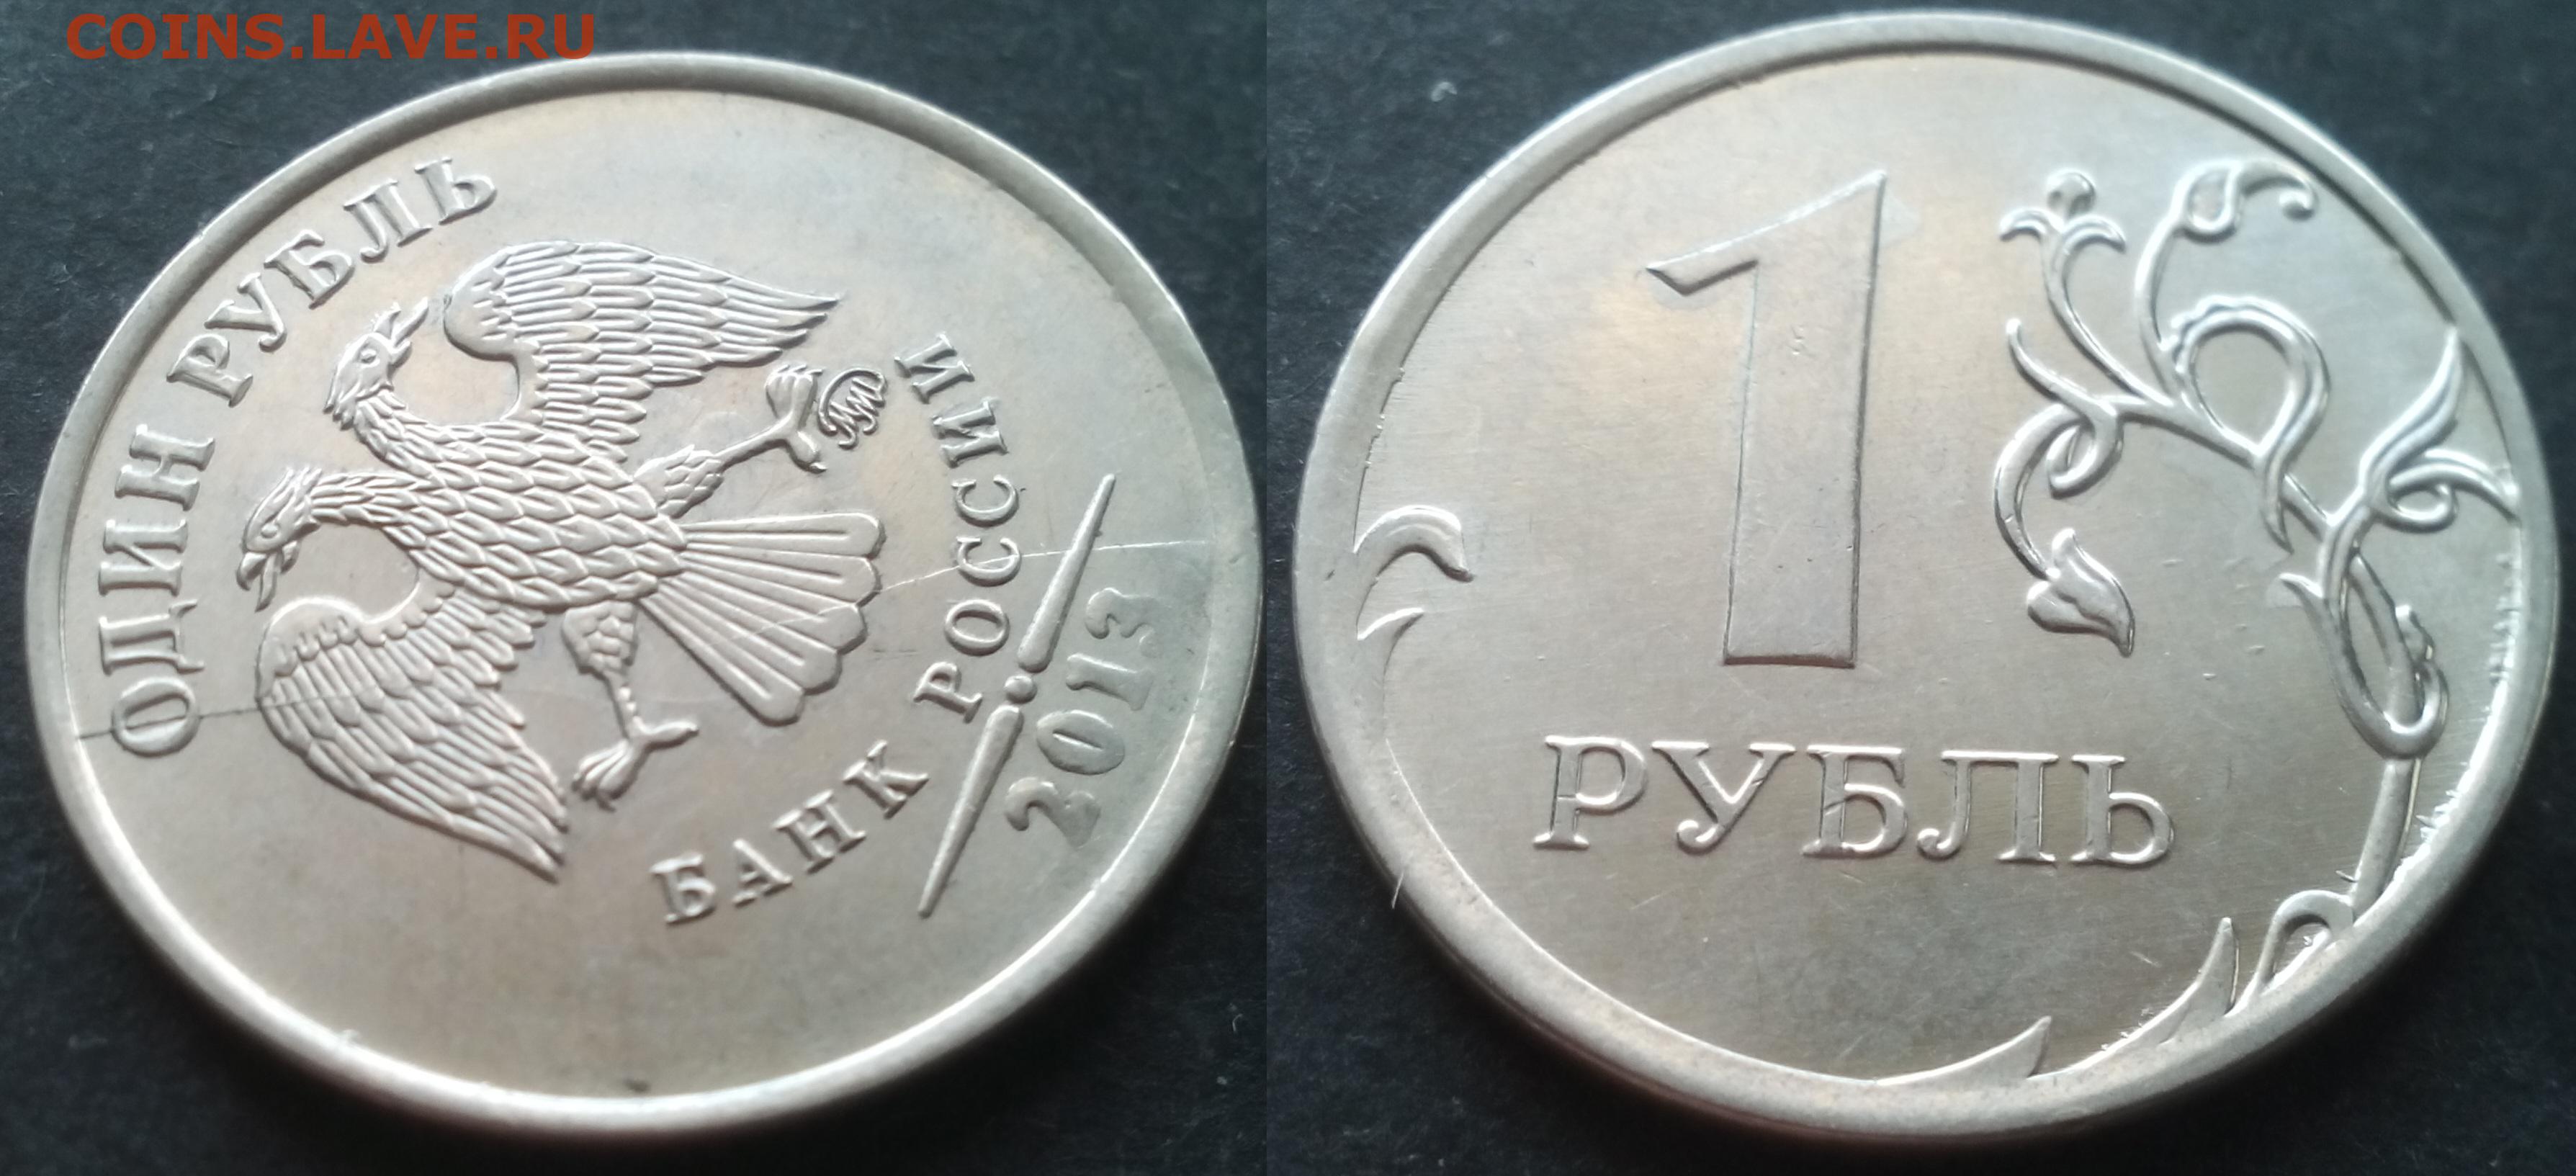 COINS.LAVE.RU
ОДИН РУБЛЬ
БАНК РОССИИ
2013
1
РУБЛЬ